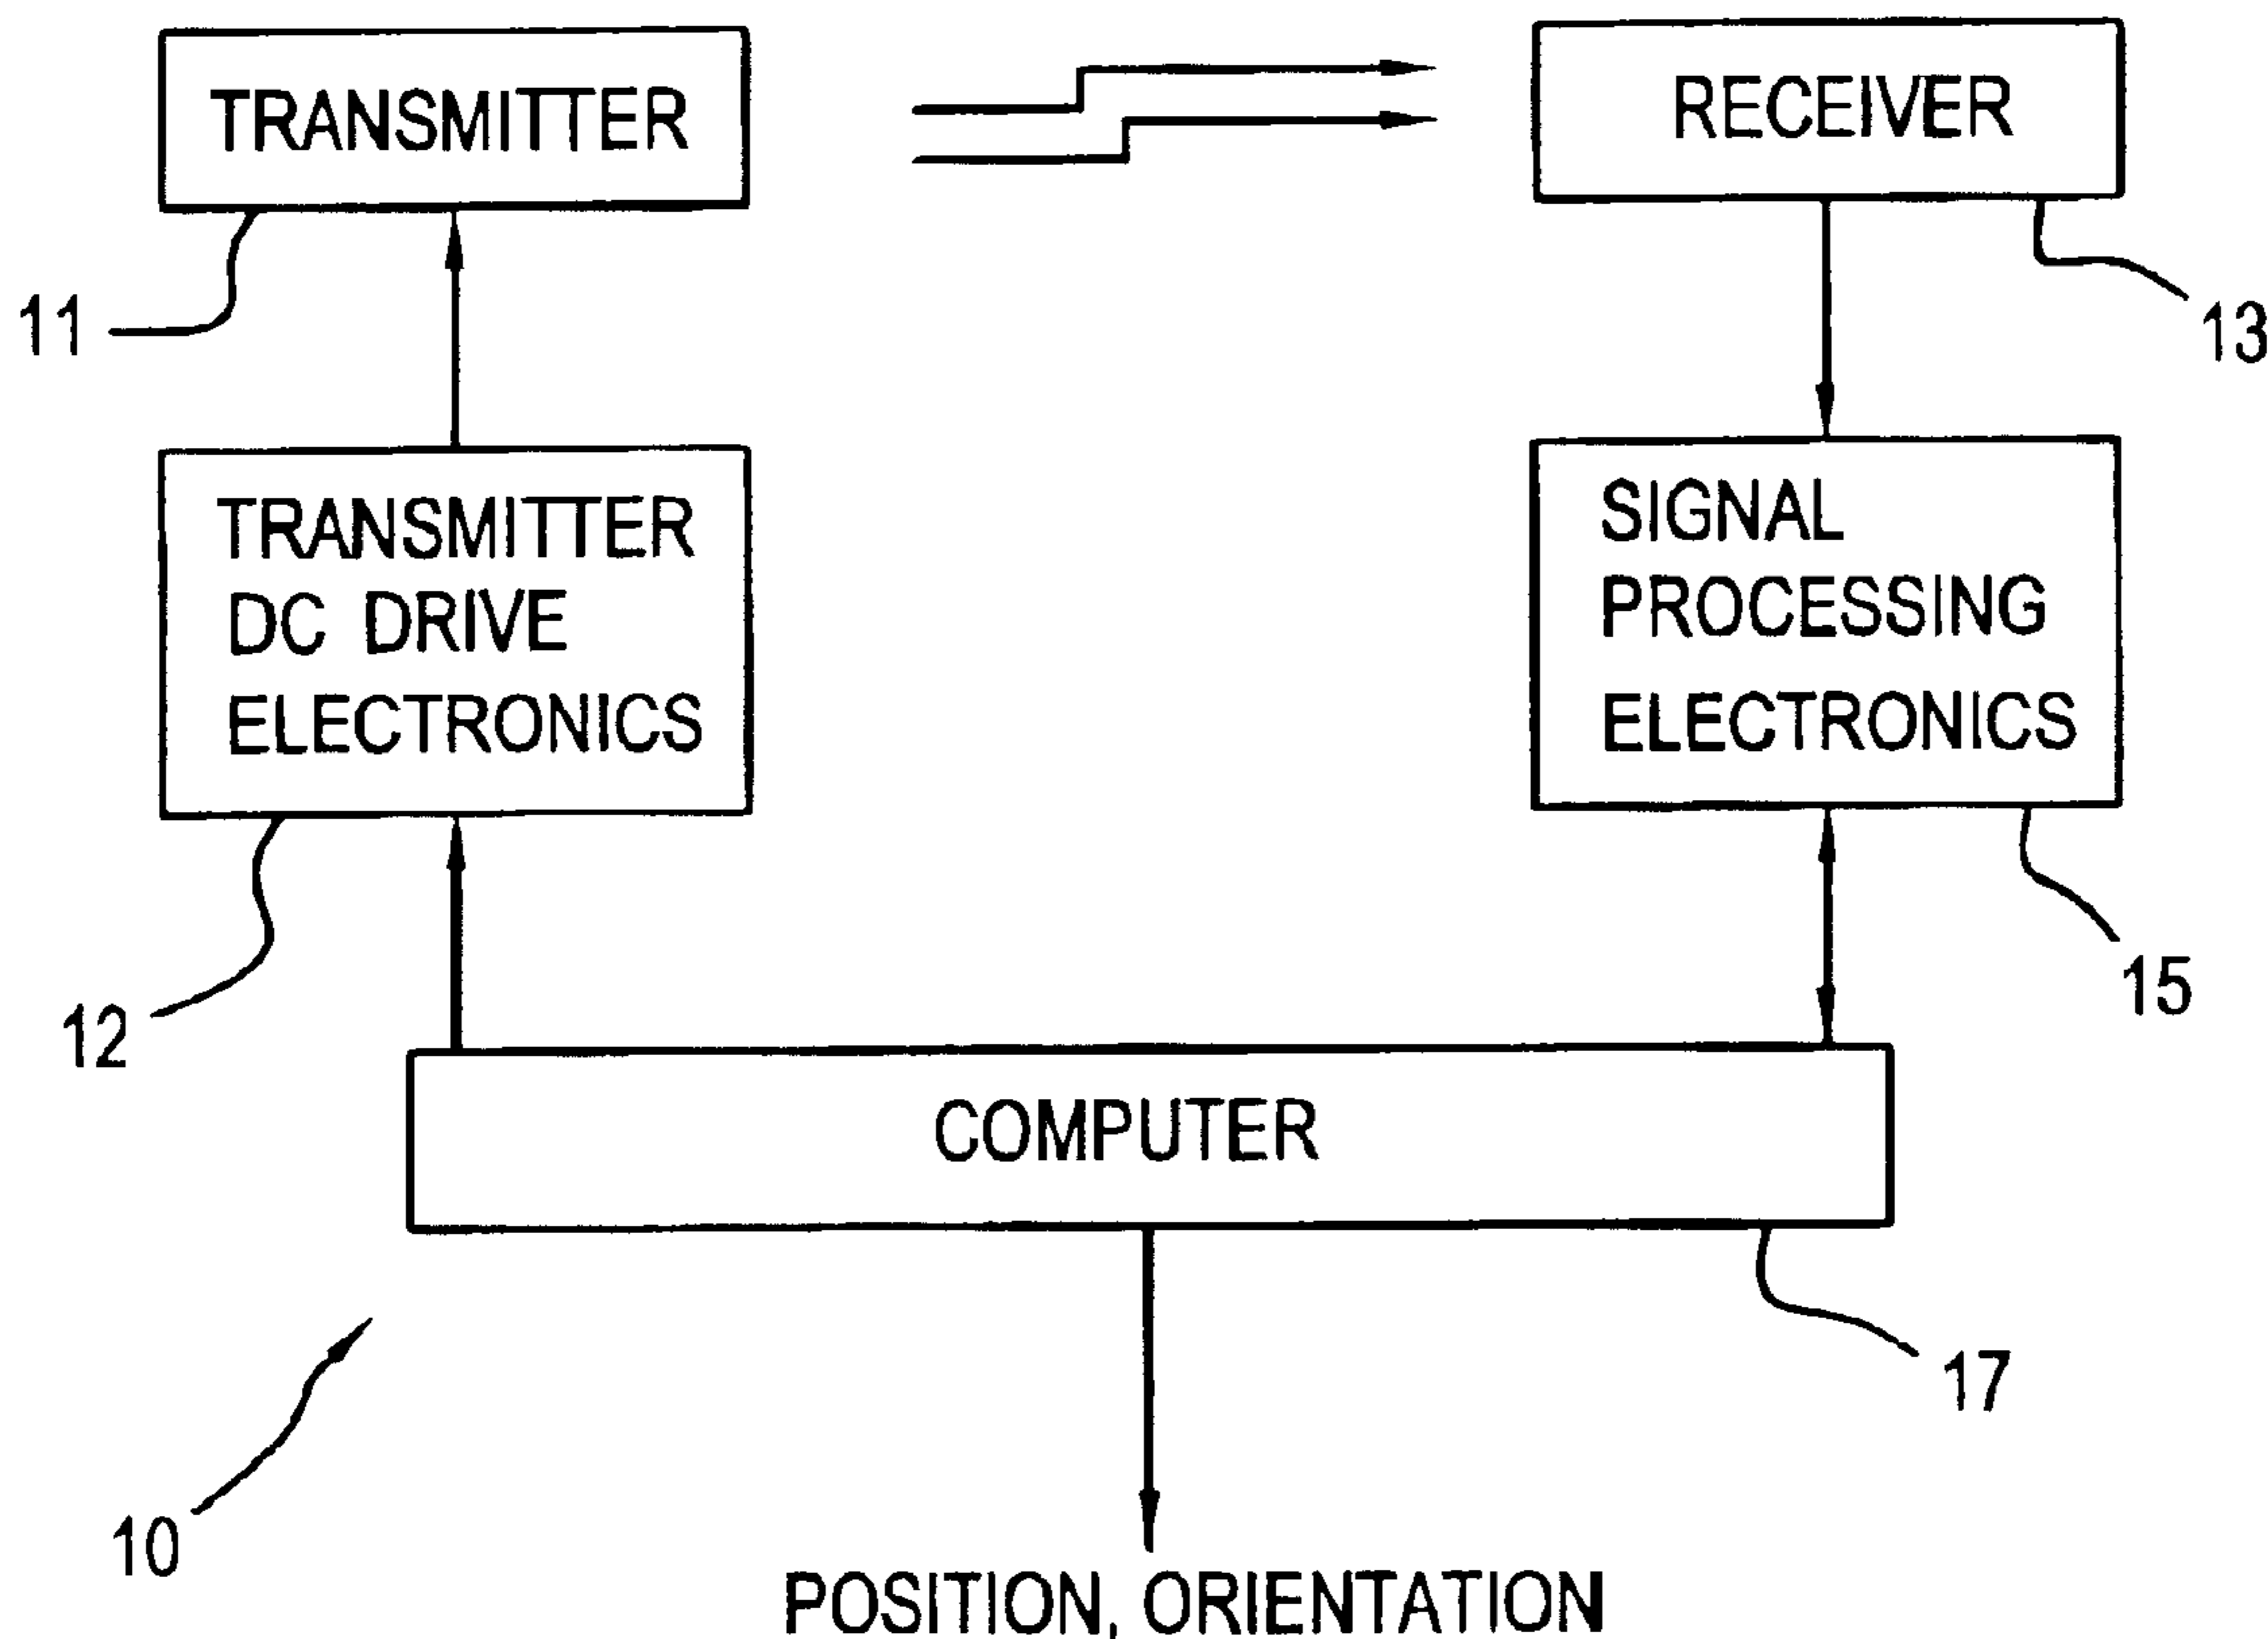 TRANSMITTER
RECEIVER
11
13
TRANSMITTER
DC DRIVE
ELECTRONICS
SIGNAL
PROCESSING
ELECTRONICS
12
15
COMPUTER
17
10
POSITION, ORIENTATION